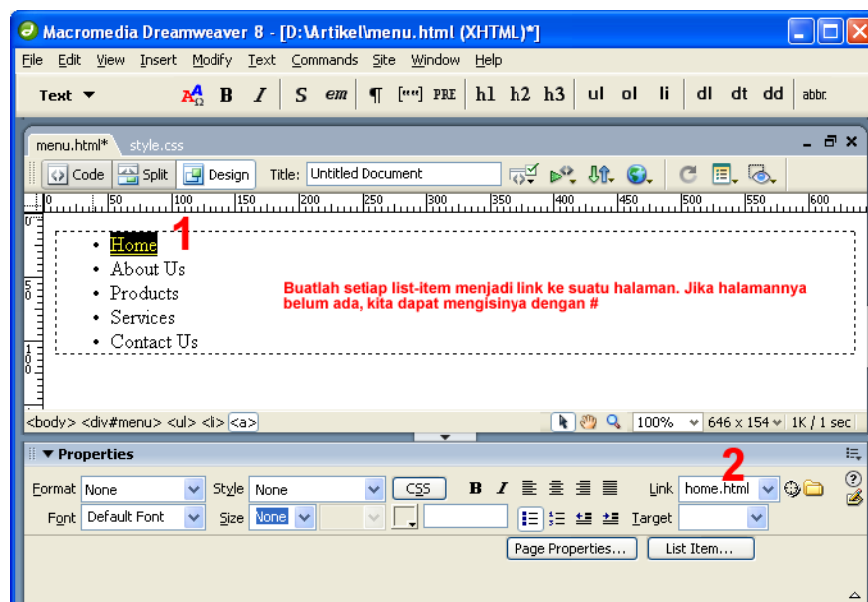 Macromedia Dreamweaver 8 - [D:\Artikel\menu.html (XHTML)*]
File Edit View Insert Modify Text Commands Site Window Help
Text AAΩ B I S em ¶ [""] PRE h1 h2 h3 ul ol li dl dt dd abbr.
menu.html* style.css
Code Split Design Title: Untitled Document
0 50 100 150 200 250 300 350 400 450 500 550 600
0
50
100
1
• Home
• About Us
• Products
• Services
• Contact Us
Buatlah setiap list-item menjadi link ke suatu halaman. Jika halamannya
belum ada, kita dapat mengisinya dengan #
<body> <div#menu> <ul> <li> <a> 100% 646 x 154 1K / 1 sec
Properties
2
Format None Style None CSS B I Link home.html
Font Default Font Size None Target
Page Properties... List Item...